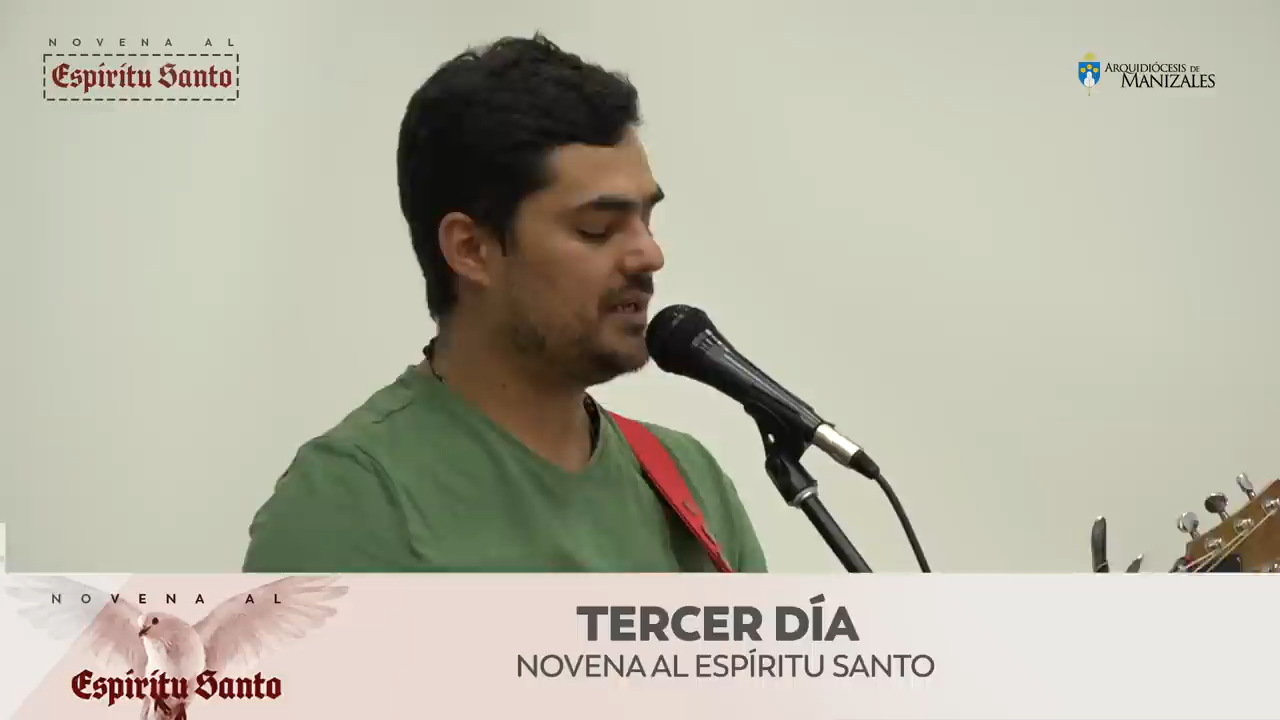 NOVENA AL
Espíritu Santo
ARQUIDIÓCESIS DE
MANIZALES
NOVENA AL
Espíritu Santo
TERCER DÍA
NOVENA AL ESPÍRITU SANTO